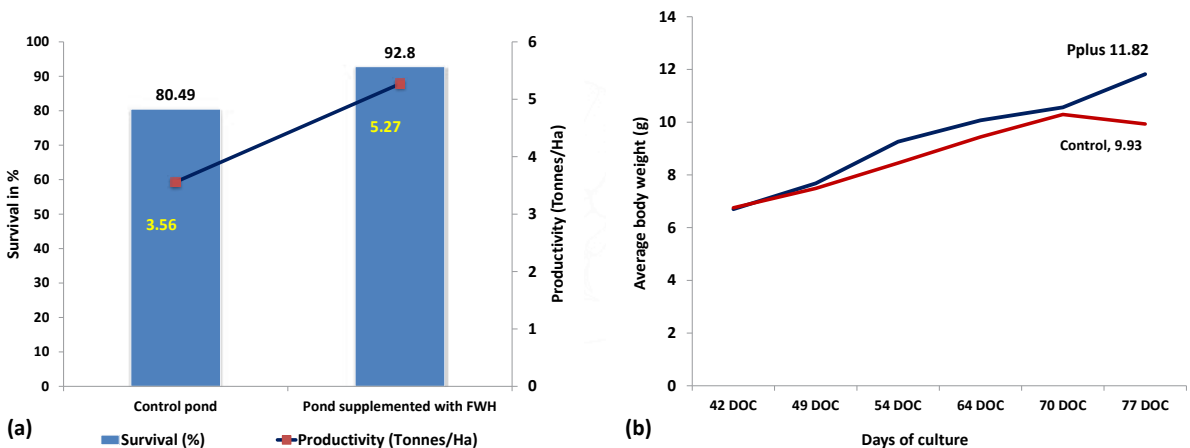 Survival in %
100
90
80
70
60
50
40
30
20
10
0
80.49
92.8
3.56
5.27
6
5
4
3
2
1
0
Productivity (Tonnes/Ha)
Control pond
Pond supplemented with FWH
Survival (%)
Productivity (Tonnes/Ha)
(a)
Average body weight (g)
14
12
10
8
6
4
2
0
Pplus 11.82
Control, 9.93
42 DOC
49 DOC
54 DOC
64 DOC
70 DOC
77 DOC
Days of culture
(b)